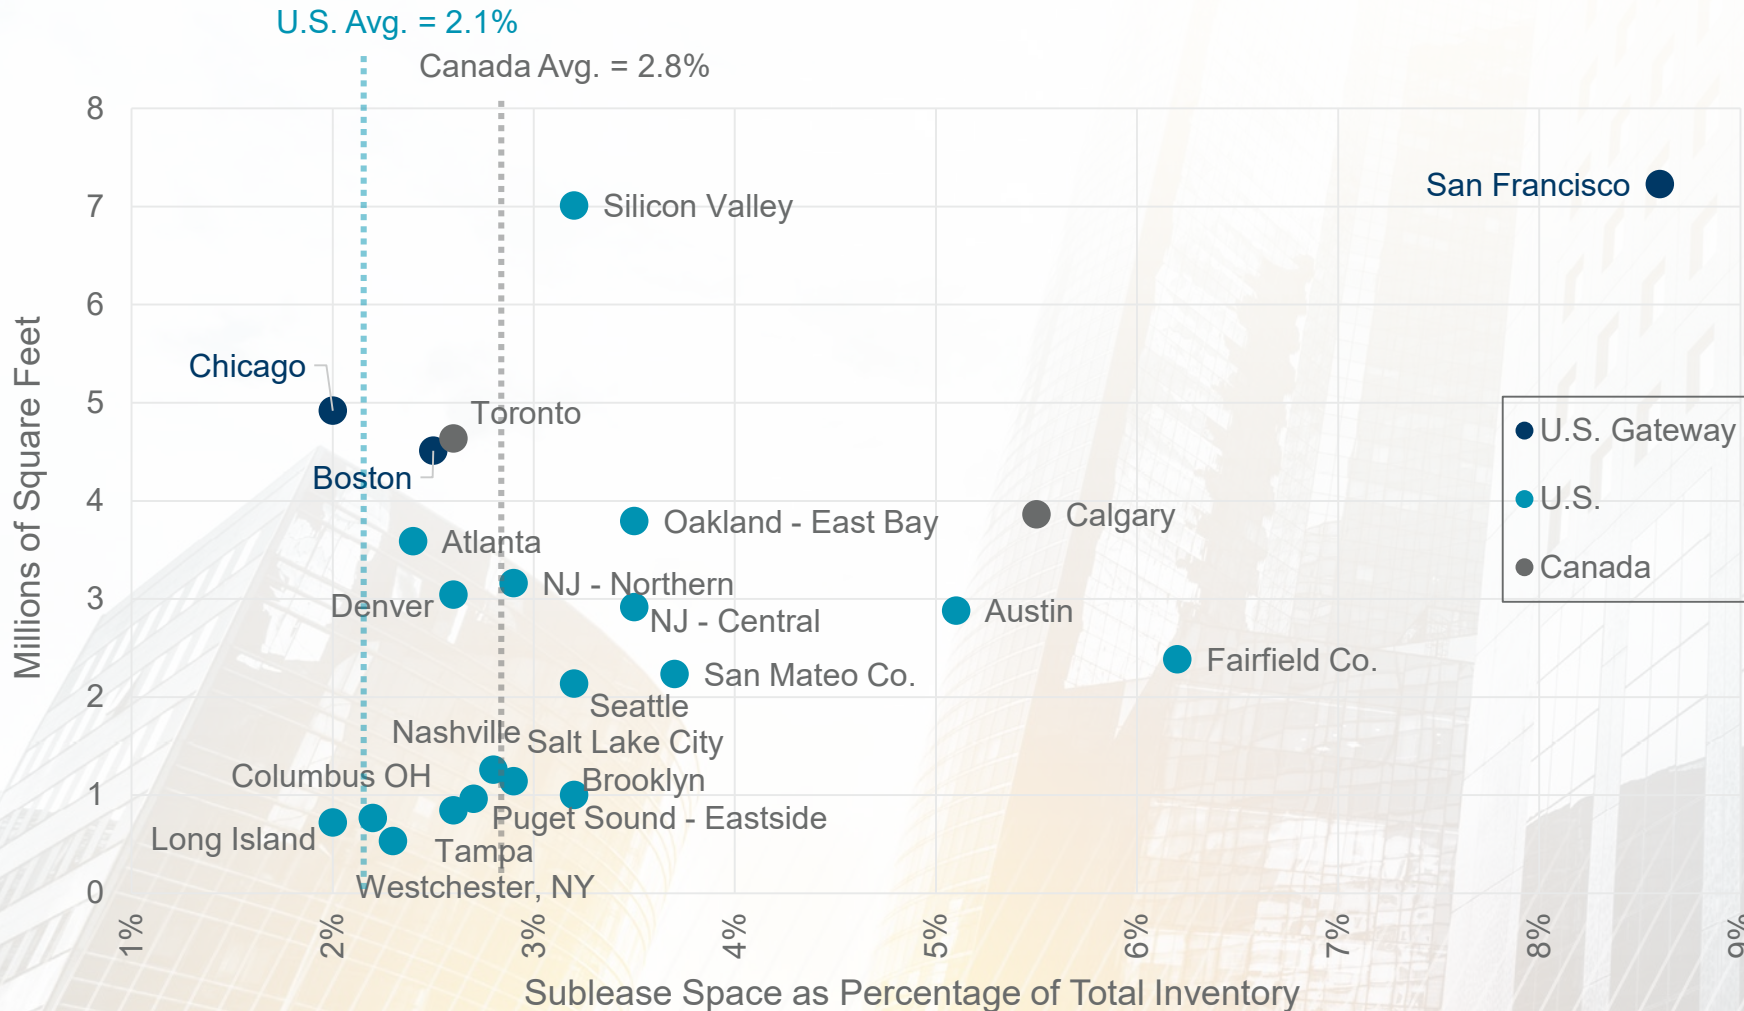 U.S. Avg. = 2.1%
Canada Avg. = 2.8%
8
7
6
5
4
3
2
1
0
Millions of Square Feet
Silicon Valley
San Francisco
Chicago
Toronto
Boston
Oakland - East Bay
Calgary
Atlanta
NJ - Northern
Denver
NJ - Central
Austin
San Mateo Co.
Fairfield Co.
Seattle
Nashville
Salt Lake City
Columbus OH
Brooklyn
Puget Sound - Eastside
Long Island
Tampa
Westchester, NY
U.S. Gateway
U.S.
Canada
1%
2%
3%
4%
5%
6%
7%
8%
9%
Sublease Space as Percentage of Total Inventory